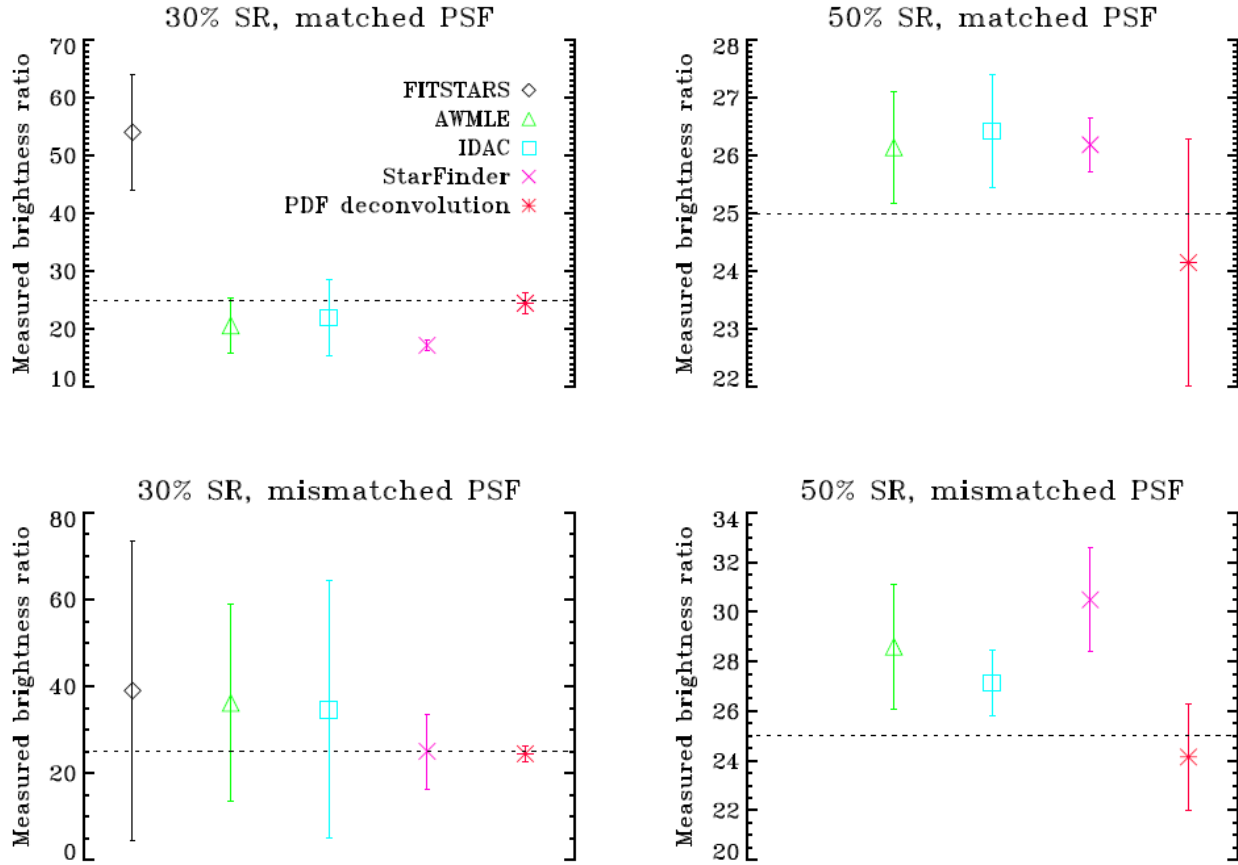 30% SR, matched PSF
Measured brightness ratio
70
60
50
40
30
20
10
FITSTARS
AWMLE
IDAC
StarFinder
PDF deconvolution
50% SR, matched PSF
Measured brightness ratio
28
27
26
25
24
23
22
30% SR, mismatched PSF
Measured brightness ratio
80
60
40
20
0
50% SR, mismatched PSF
Measured brightness ratio
34
32
30
28
26
24
22
20